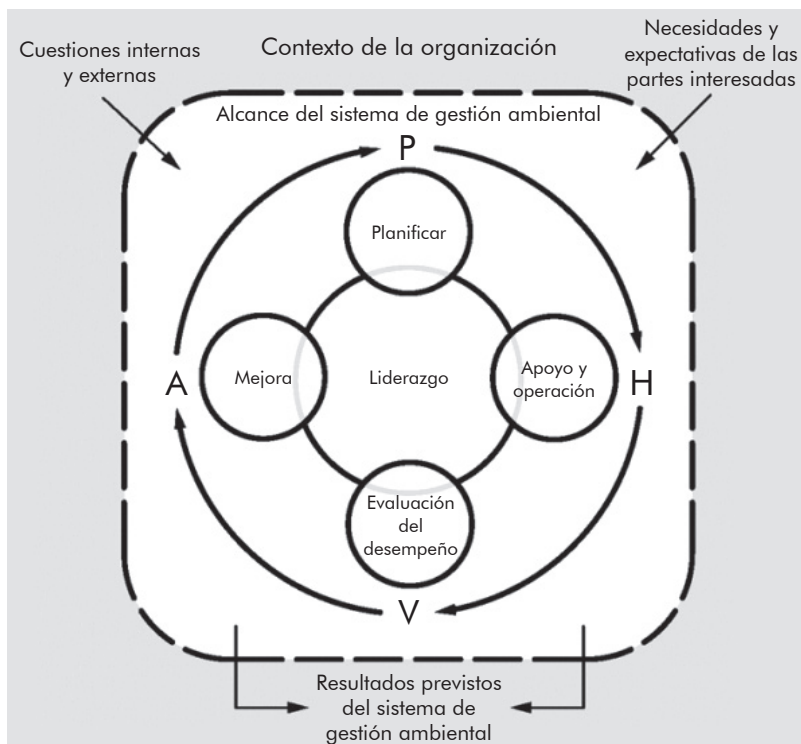 Cuestiones internas
y externas
Contexto de la organización
Necesidades y
expectativas de las
partes interesadas
Alcance del sistema de gestión ambiental
P
Planificar
A
Mejora
Liderazgo
Apoyo y
operación
H
Evaluación
del
desempeño
V
Resultados previstos
del sistema de
gestión ambiental